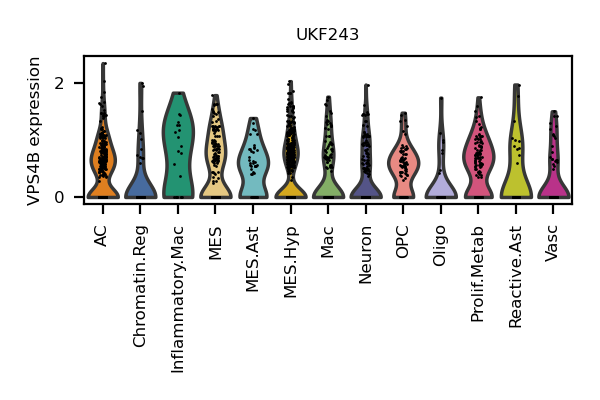 UKF243
VPS4B expression
2
0
AC
Chromatin.Reg
Inflammatory.Mac
MES
MES.Ast
MES.Hyp
Mac
Neuron
OPC
Oligo
Prolif.Metab
Reactive.Ast
Vasc